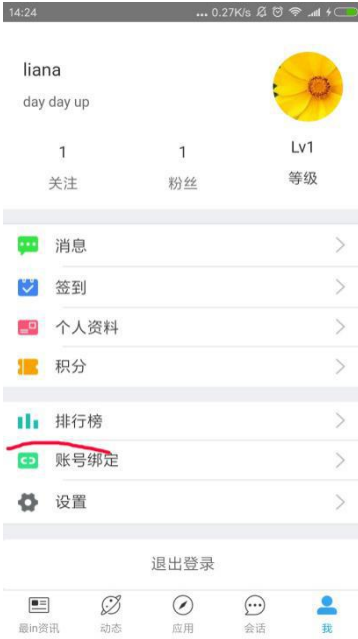 14:24 ... 0.27K/s
liana
day day up
1 1 Lv1
关注 粉丝 等级
消息
签到
个人资料
积分
排行榜
账号绑定
设置
退出登录
最in资讯 动态 应用 会话 我